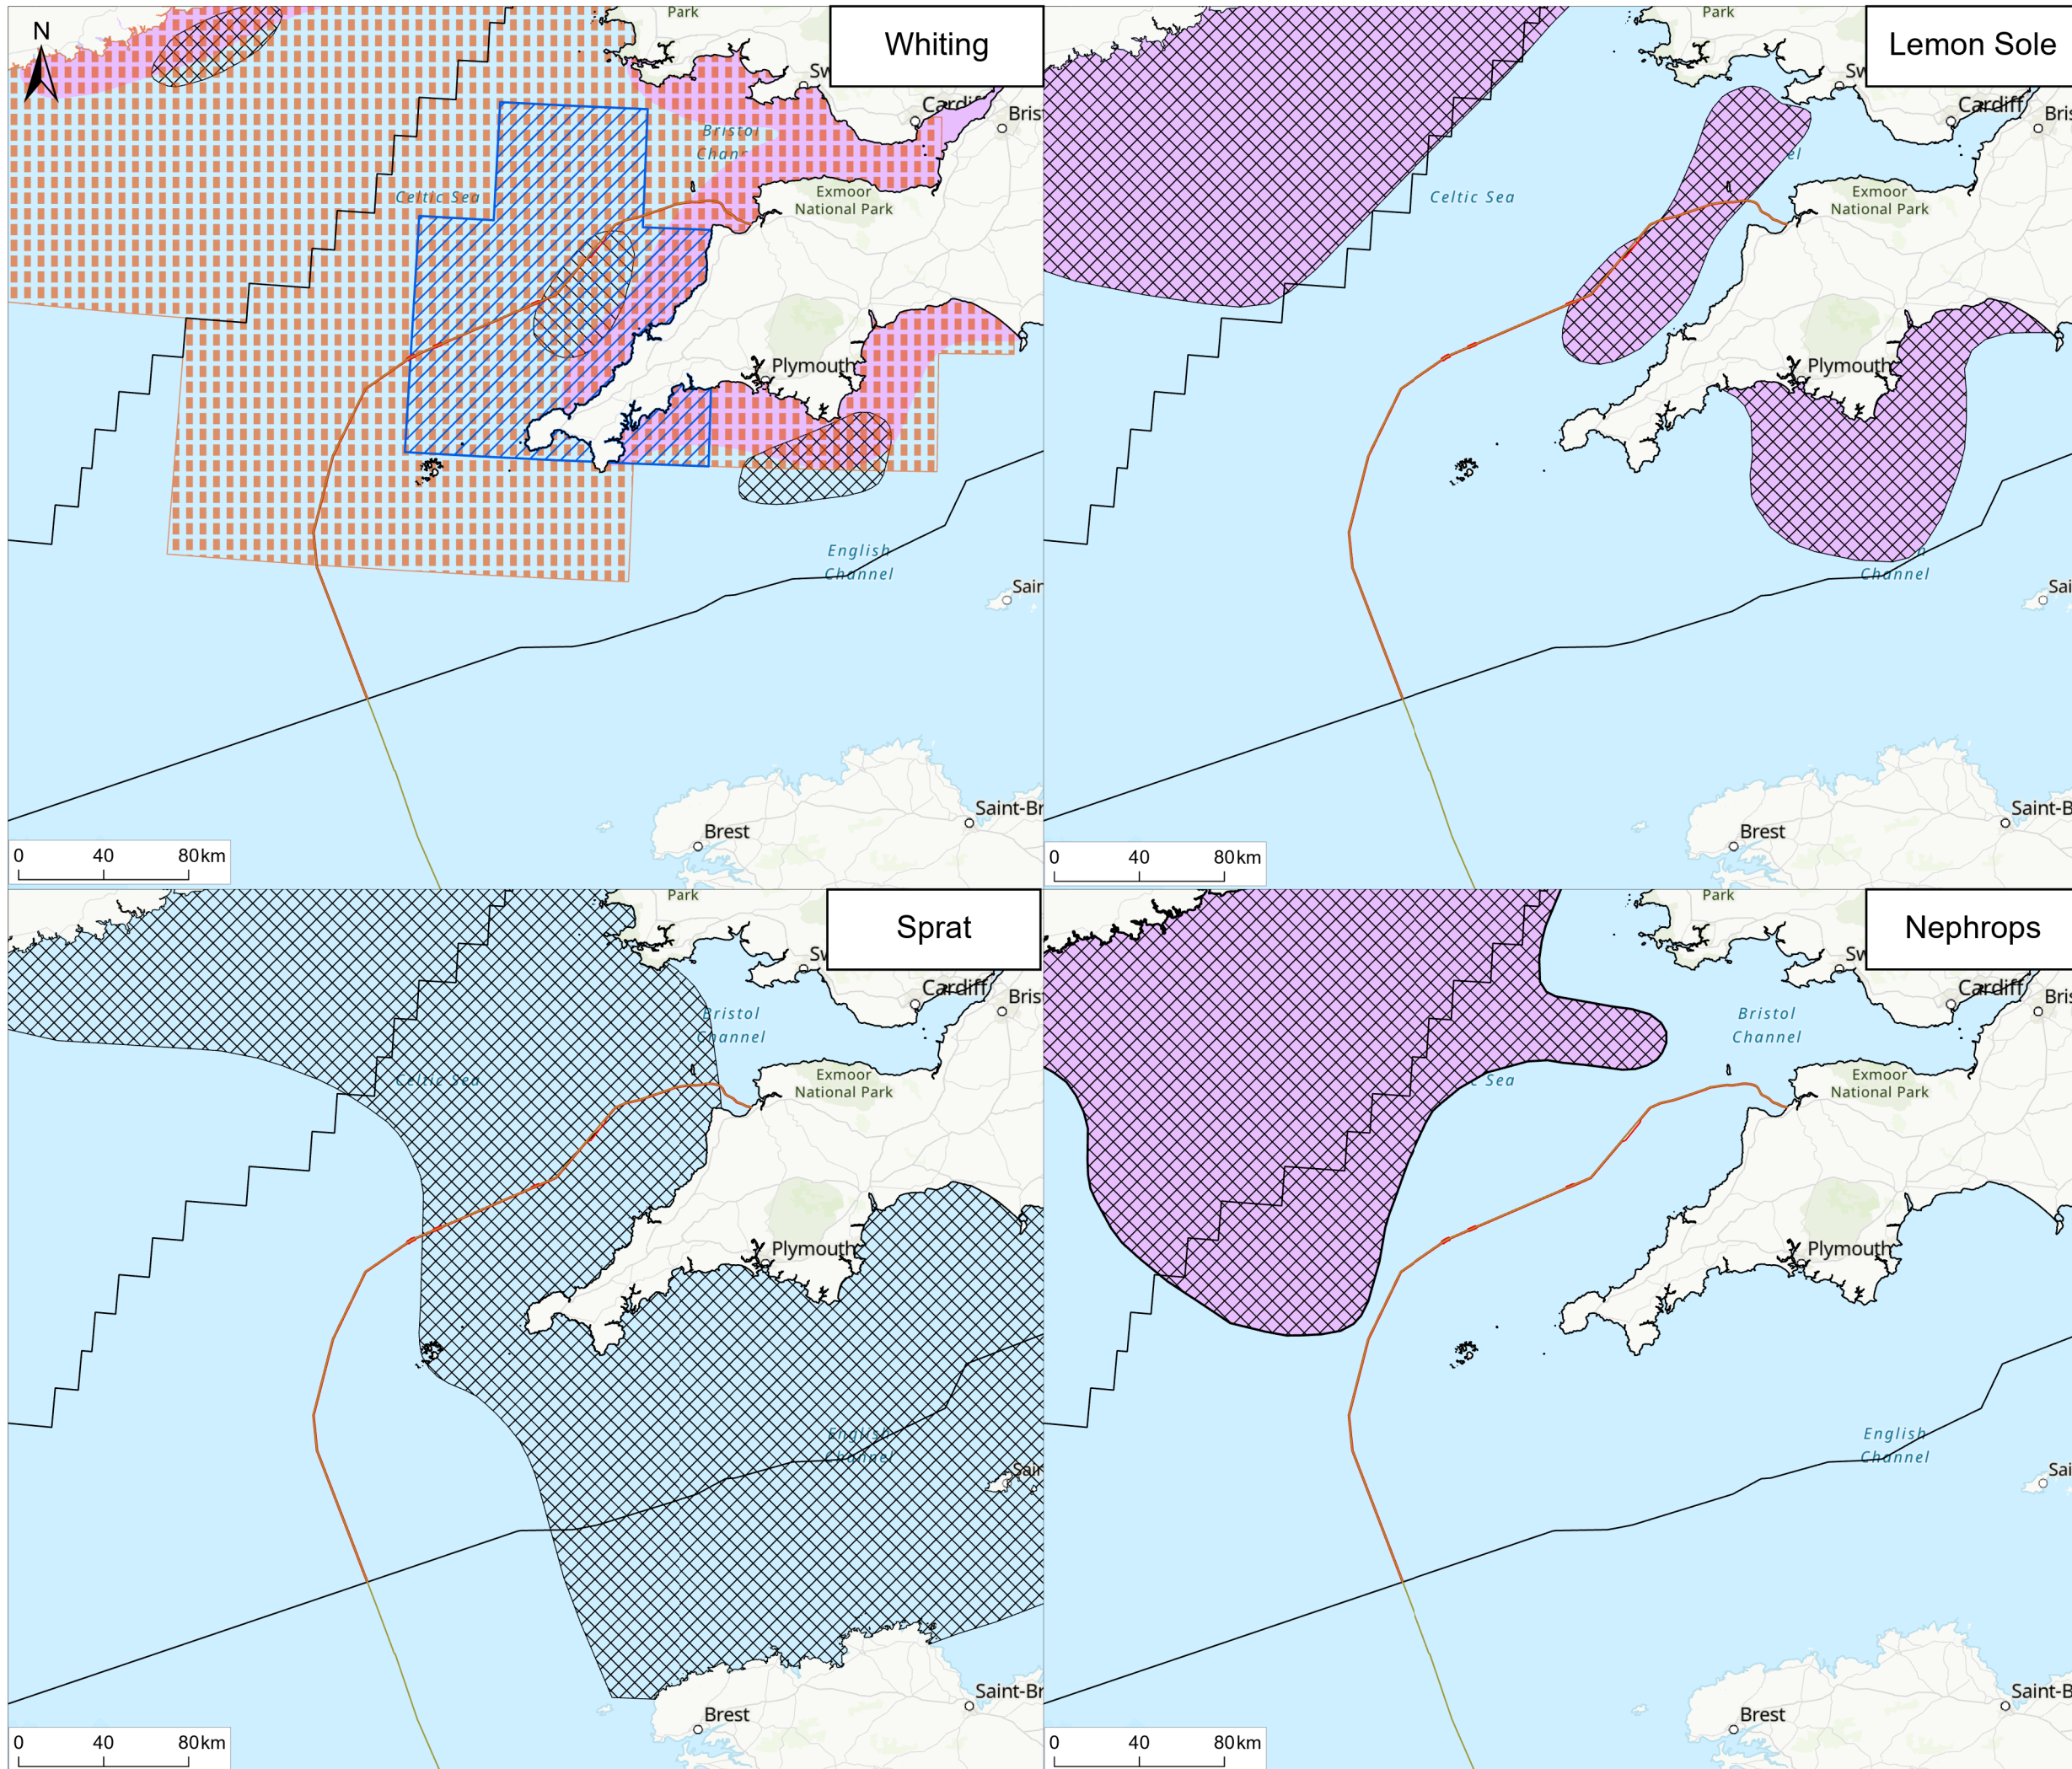 N
Park
Whiting
Sw
Cardiff
Bris
Bristol
Chanr
Celtic Sea
Exmoor
National Park
Plymouth
English
Channel
Sair
Saint-Br
Brest
0 40 80km
Park
Lemon Sole
Sw
Cardiff
Bris
el
Celtic Sea
Exmoor
National Park
Plymouth
Channel
Sai
Saint-B
Brest
0 40 80km
Park
Sprat
Sw
Cardiff
Bris
Bristol
Channel
Celtic Sea
Exmoor
National Park
Plymouth
English
Channel
Sair
Saint-Br
Brest
0 40 80km
Park
Nephrops
Sw
Cardiff
Bris
Bristol
Channel
c Sea
Exmoor
National Park
Plymouth
English
Channel
Sai
Saint-B
Brest
0 40 80km